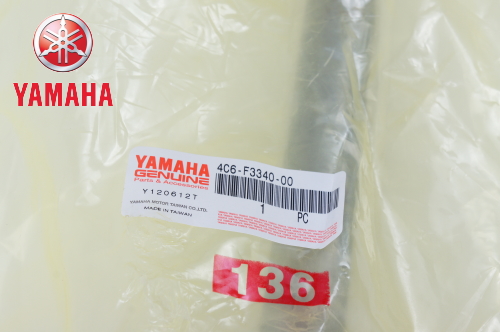 YAMAHA
YAMAHA
GENUINE
Parts & Accessories
4C6-F3340-00
Y120612T
1 PC
YAMAHA MOTOR TAIWAN CO.,LTD.
MADE IN TAIWAN
136